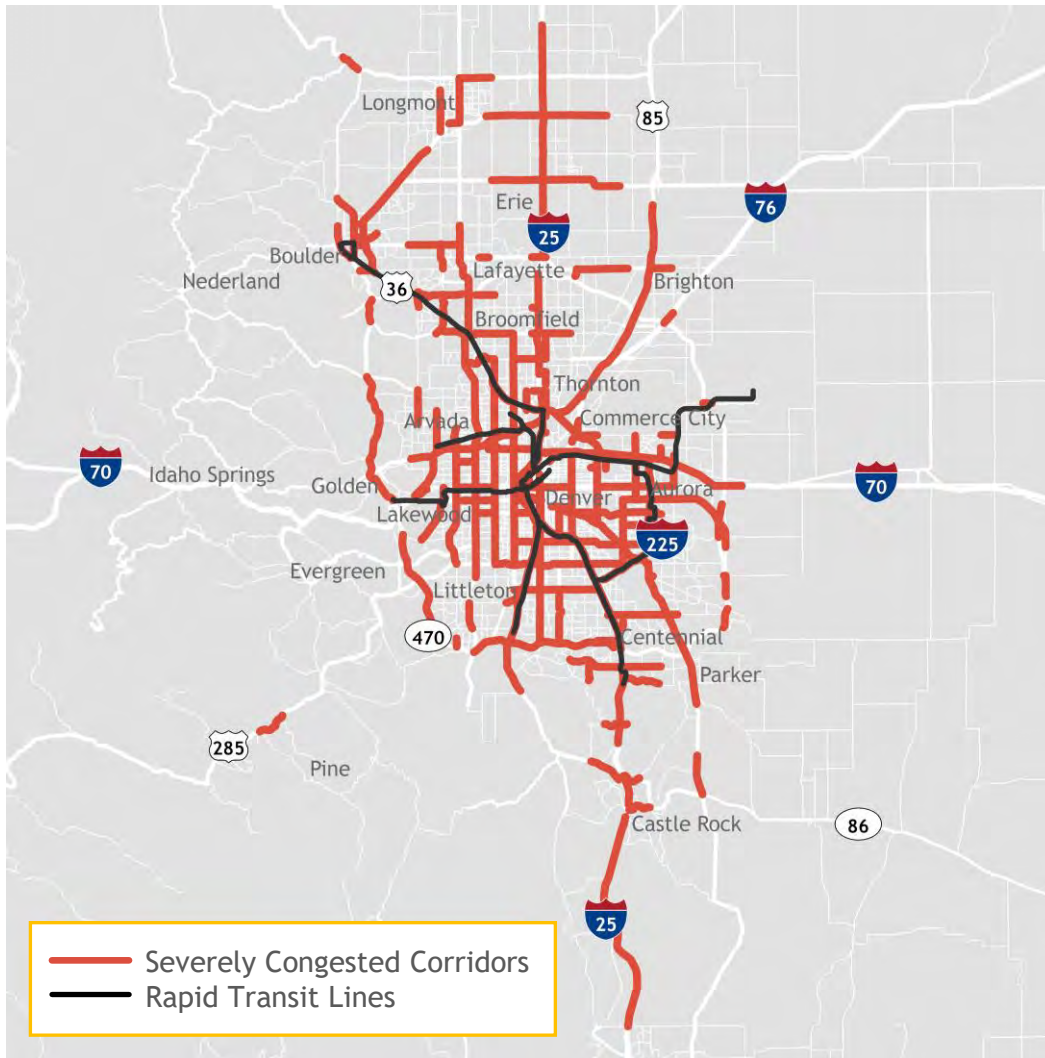 Longmont
85
Erie
76
25
Boulder
Lafayette
Nederland
36
Brighton
Broomfield
Thornton
Arvada
Commerce City
70
Idaho Springs
Golden
Denver
Aurora
70
Lakewood
225
Evergreen
Littleton
470
Centennial
Parker
285
Pine
Castle Rock
86
25
Severely Congested Corridors
Rapid Transit Lines